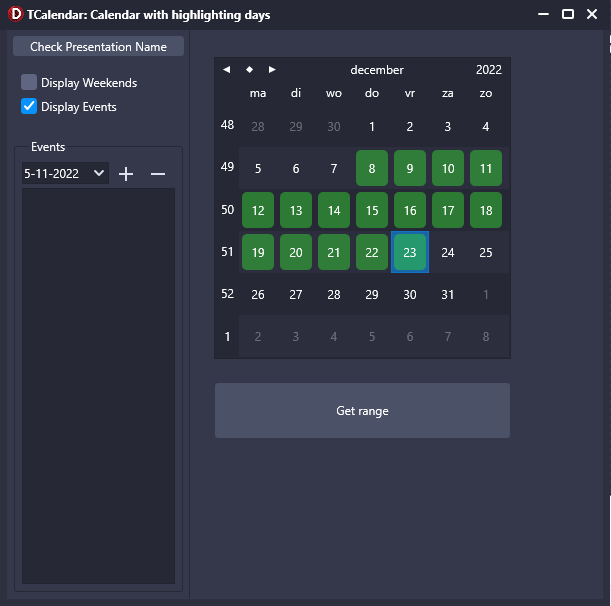 TCalendar: Calendar with highlighting days
Check Presentation Name
Display Weekends
Display Events
Events
5-11-2022
december 2022
ma di wo do vr za zo
48 28 29 30 1 2 3 4
49 5 6 7 8 9 10 11
50 12 13 14 15 16 17 18
51 19 20 21 22 23 24 25
52 26 27 28 29 30 31 1
1 2 3 4 5 6 7 8
Get range